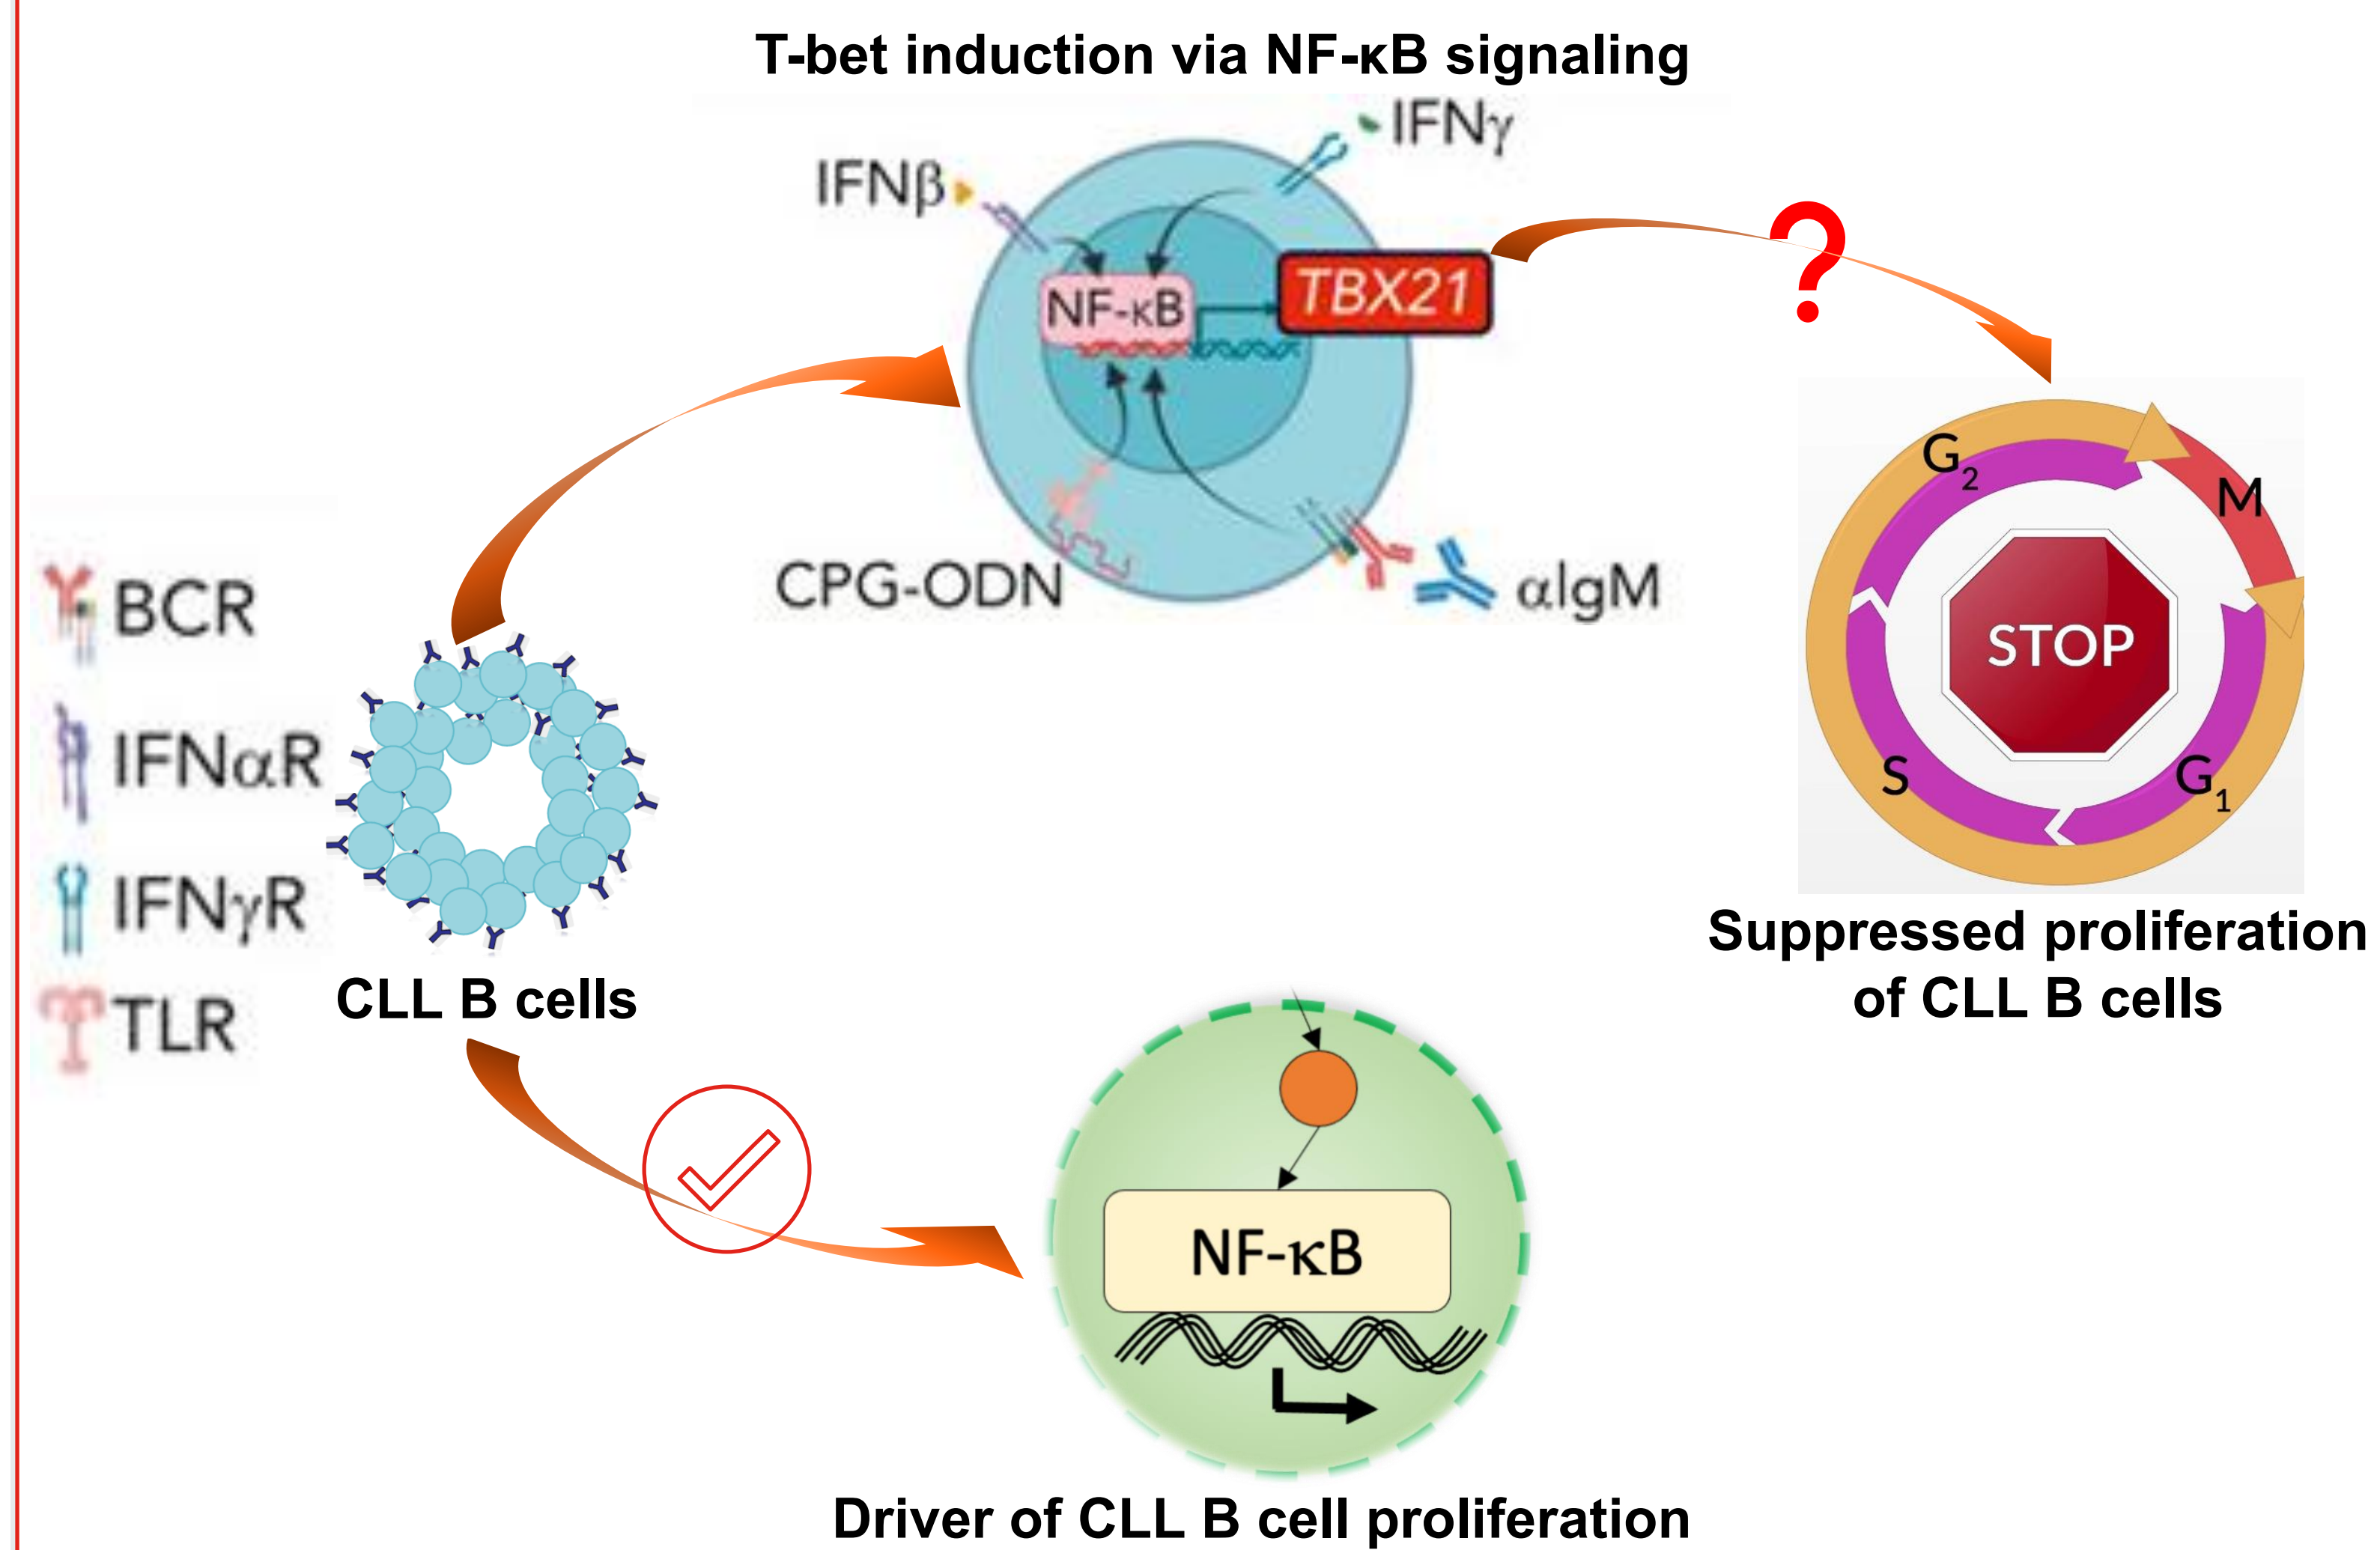 T-bet induction via NF-κB signaling
IFNβ
IFNγ
NF-κB
TBX21
CPG-ODN
αIgM
?
BCR
IFNαR
IFNγR
TLR
CLL B cells
G2
M
STOP
S
G1
Suppressed proliferation
of CLL B cells
NF-κB
Driver of CLL B cell proliferation